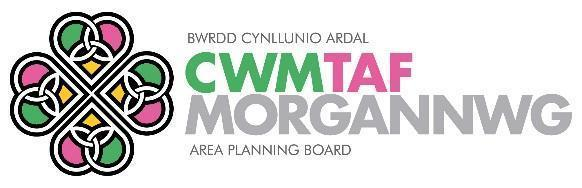 BWRDD CYNLLUNIO ARDAL
CWMTAF
MORGANNWG
AREA PLANNING BOARD